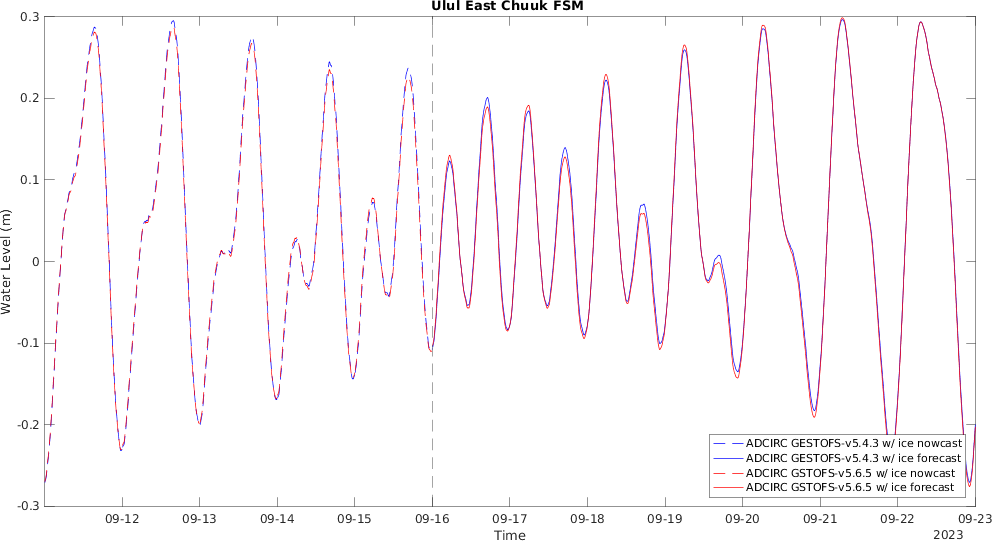 Ulul East Chuuk FSM
0.3
0.2
0.1
0
-0.1
-0.2
-0.3
Water Level (m)
09-12 09-13 09-14 09-15 09-16 09-17 09-18 09-19 09-20 09-21 09-22 09-23
Time
2023
ADCIRC GESTOFS-v5.4.3 w/ ice nowcast
ADCIRC GESTOFS-v5.4.3 w/ ice forecast
ADCIRC GSTOFS-v5.6.5 w/ ice nowcast
ADCIRC GSTOFS-v5.6.5 w/ ice forecast